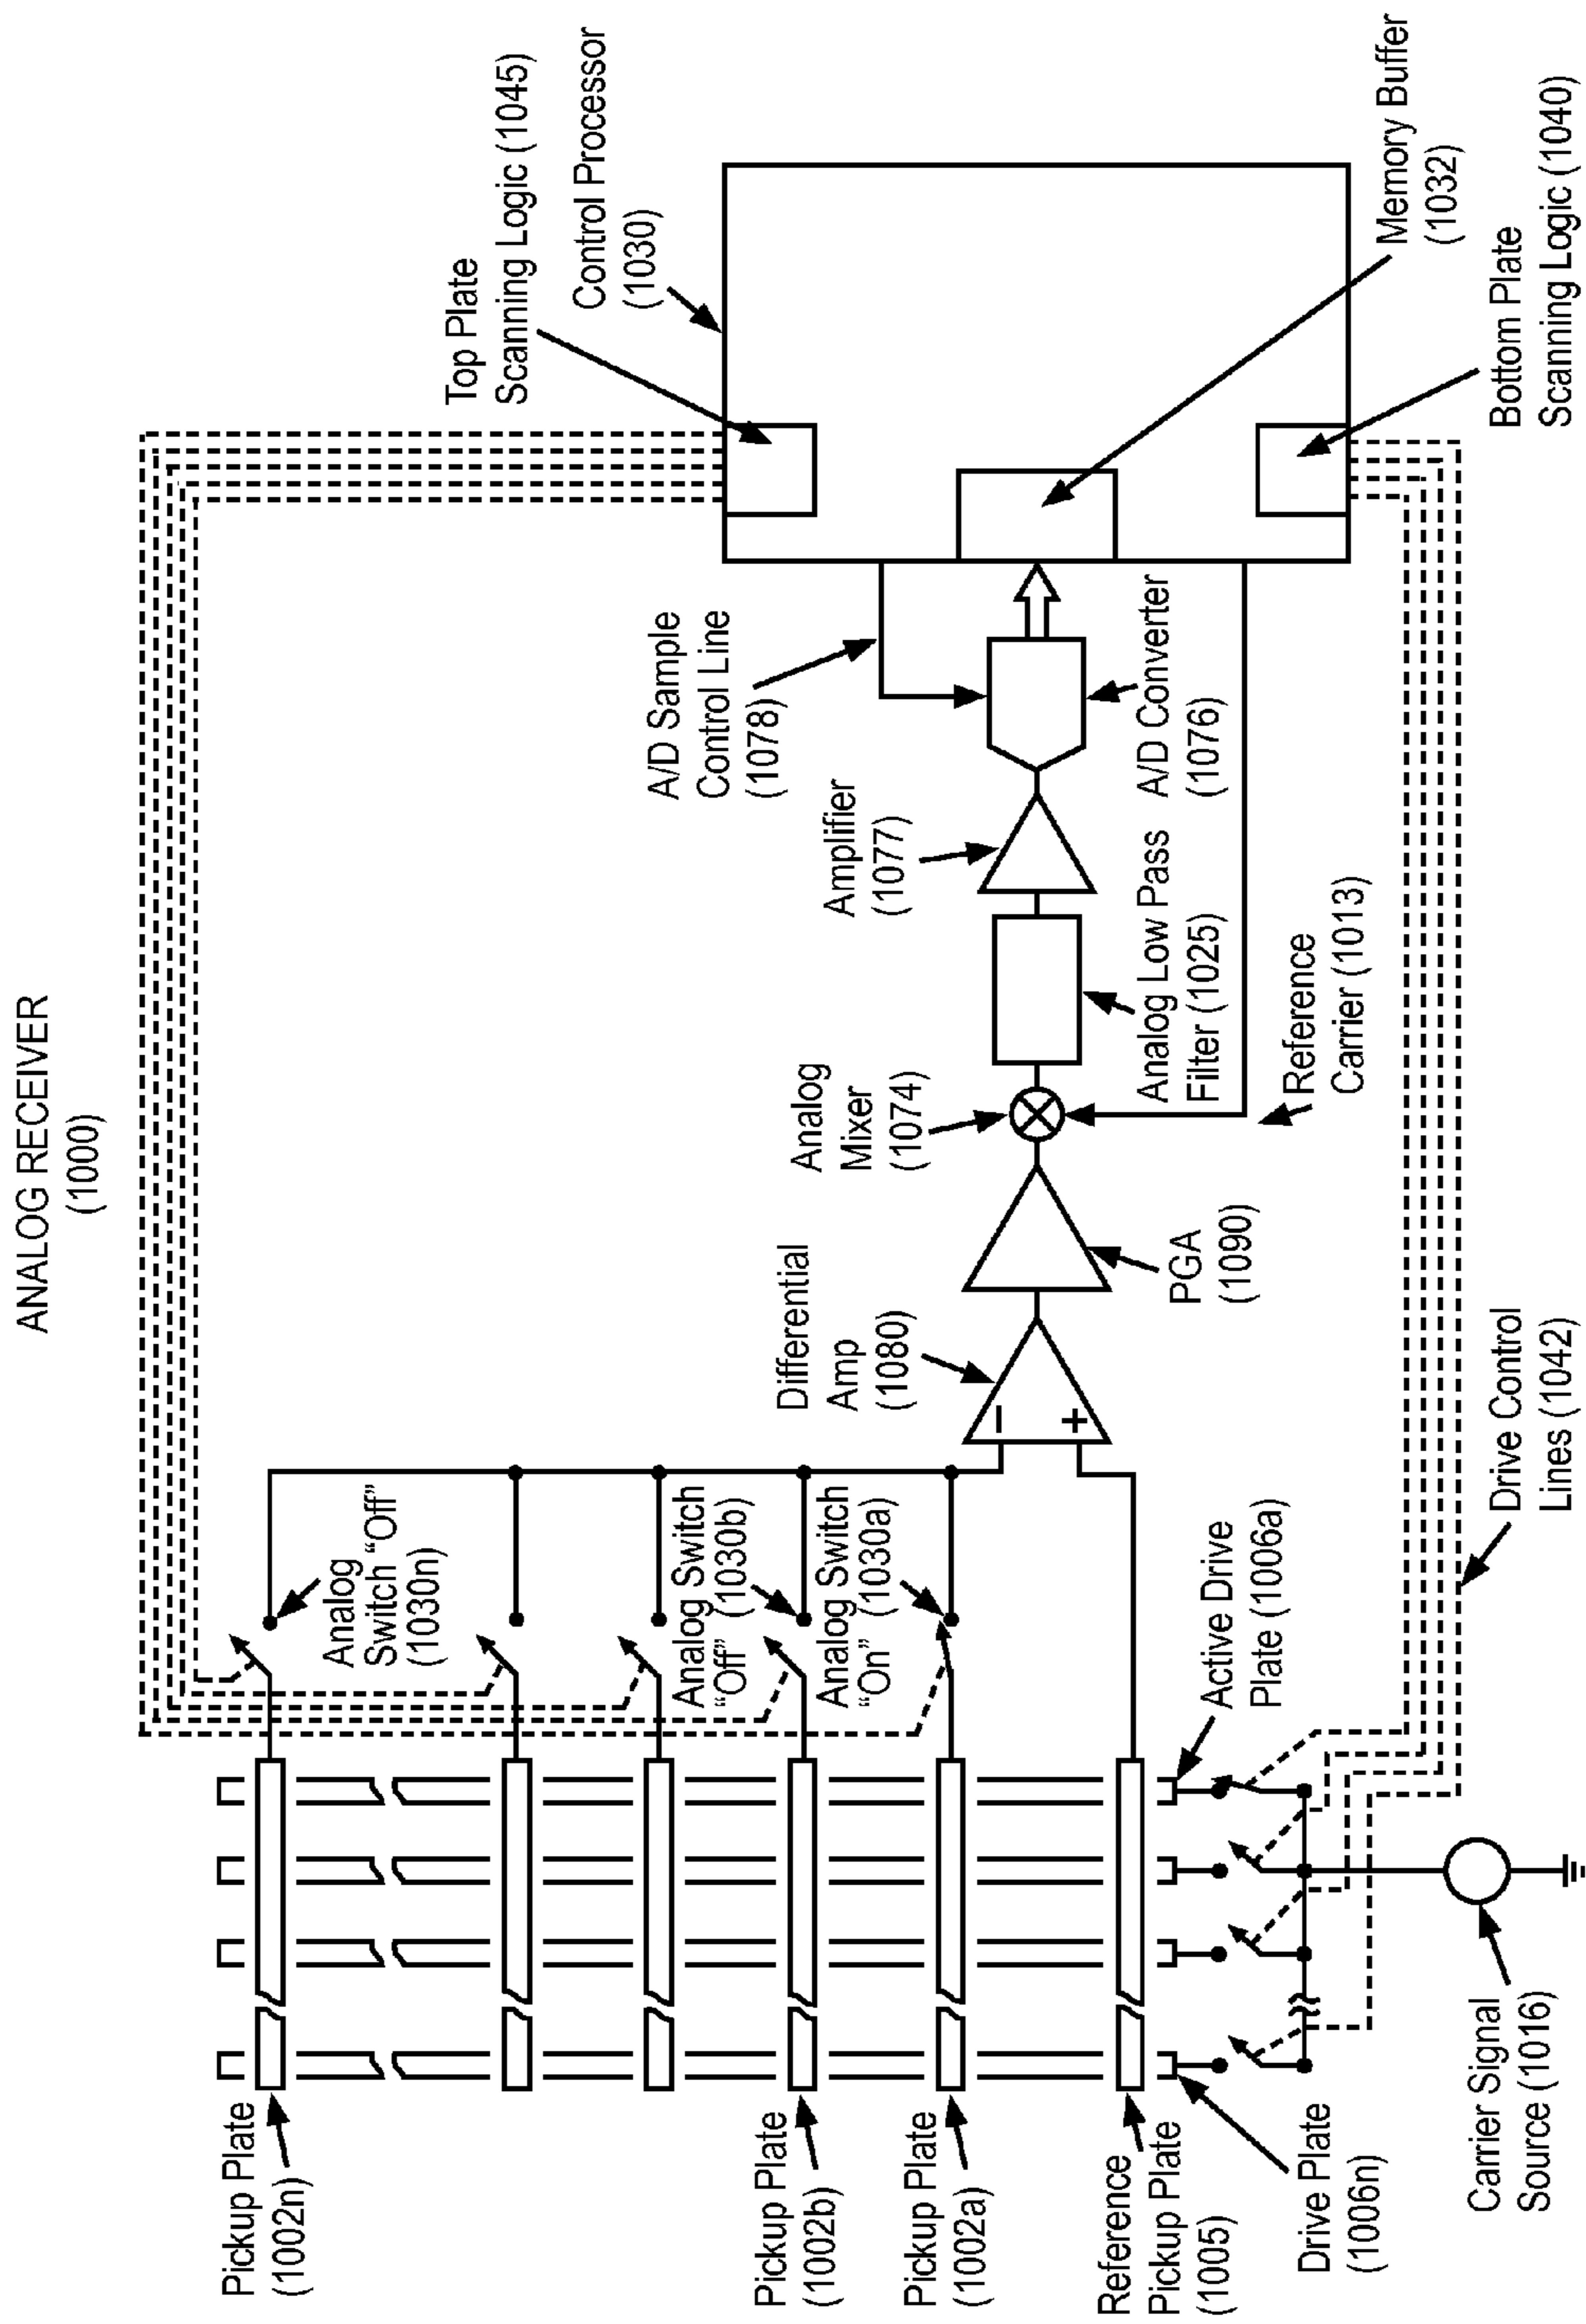 ANALOG RECEIVER
(1000)
Top Plate
Scanning Logic (1045)
Control Processor
(1030)
A/D Sample
Control Line
(1078)
Amplifier
(1077)
Analog
Mixer
(1074)
Differential
Amp
(1080)
Analog
Switch "Off"
(1030n)
Analog Switch
"Off" (1030b)
Analog Switch
"On" (1030a)
Pickup Plate
(1002n)
Pickup Plate
(1002b)
Pickup Plate
(1002a)
Reference
Pickup Plate
(1005)
Drive Plate
(1006n)
Carrier Signal
Source (1016)
Active Drive
Plate (1006a)
Drive Control
Lines (1042)
−
+
PGA
(1090)
Reference
Carrier (1013)
Analog Low Pass
Filter (1025)
A/D Converter
(1076)
Memory Buffer
(1032)
Bottom Plate
Scanning Logic (1040)